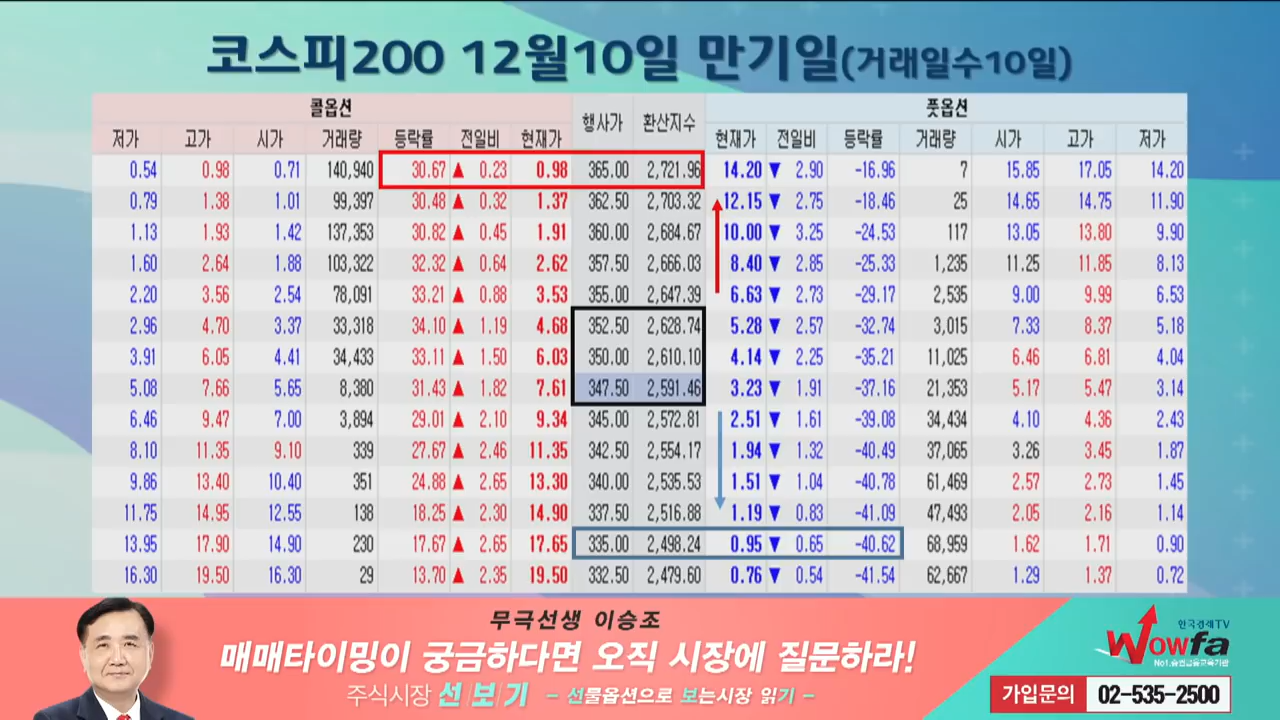 코스피200 12월10일 만기일(거래일수10일)
콜옵션 행사가 환산지수 풋옵션
저가 고가 시가 거래량 등락률 전일비 현재가 현재가 전일비 등락률 거래량 시가 고가 저가
0.54 0.98 0.71 140,940 30.67 ▲ 0.23 0.98 365.00 2,721.96 14.20 ▼ 2.90 -16.96 7 15.85 17.05 14.20
0.79 1.38 1.01 99,397 30.48 ▲ 0.32 1.37 362.50 2,703.32 12.15 ▼ 2.75 -18.46 25 14.65 14.75 11.90
1.13 1.93 1.42 137,353 30.82 ▲ 0.45 1.91 360.00 2,684.67 10.00 ▼ 3.25 -24.53 117 13.05 13.80 9.90
1.60 2.64 1.88 103,322 32.32 ▲ 0.64 2.62 357.50 2,666.03 8.40 ▼ 2.85 -25.33 1,235 11.25 11.85 8.13
2.20 3.56 2.54 78,091 33.21 ▲ 0.88 3.53 355.00 2,647.39 6.63 ▼ 2.73 -29.17 2,535 9.00 9.99 6.53
2.96 4.70 3.37 33,318 34.10 ▲ 1.19 4.68 352.50 2,628.74 5.28 ▼ 2.57 -32.74 3,015 7.33 8.37 5.18
3.91 6.05 4.41 34,433 33.11 ▲ 1.50 6.03 350.00 2,610.10 4.14 ▼ 2.25 -35.21 11,025 6.46 6.81 4.04
5.08 7.66 5.65 8,380 31.43 ▲ 1.82 7.61 347.50 2,591.46 3.23 ▼ 1.91 -37.16 21,353 5.17 5.47 3.14
6.46 9.47 7.00 3,894 29.01 ▲ 2.10 9.34 345.00 2,572.81 2.51 ▼ 1.61 -39.08 34,434 4.10 4.36 2.43
8.10 11.35 9.10 339 27.67 ▲ 2.46 11.35 342.50 2,554.17 1.94 ▼ 1.32 -40.49 37,065 3.26 3.45 1.87
9.86 13.40 10.40 351 24.88 ▲ 2.65 13.30 340.00 2,535.53 1.51 ▼ 1.04 -40.78 61,469 2.57 2.73 1.45
11.75 14.95 12.55 138 18.25 ▲ 2.30 14.90 337.50 2,516.88 1.19 ▼ 0.83 -41.09 47,493 2.05 2.16 1.14
13.95 17.90 14.90 230 17.67 ▲ 2.65 17.65 335.00 2,498.24 0.95 ▼ 0.65 -40.62 68,959 1.62 1.71 0.90
16.30 19.50 16.30 29 13.70 ▲ 2.35 19.50 332.50 2,479.60 0.76 ▼ 0.54 -41.54 62,667 1.29 1.37 0.72
무극선생 이승조
매매타이밍이 궁금하다면 오직 시장에 질문하라!
주식시장 선보기 - 선물옵션으로 보는시장 읽기 -
한국경제TV
Wowfa
No1.증권금융교육기관
가입문의 02-535-2500